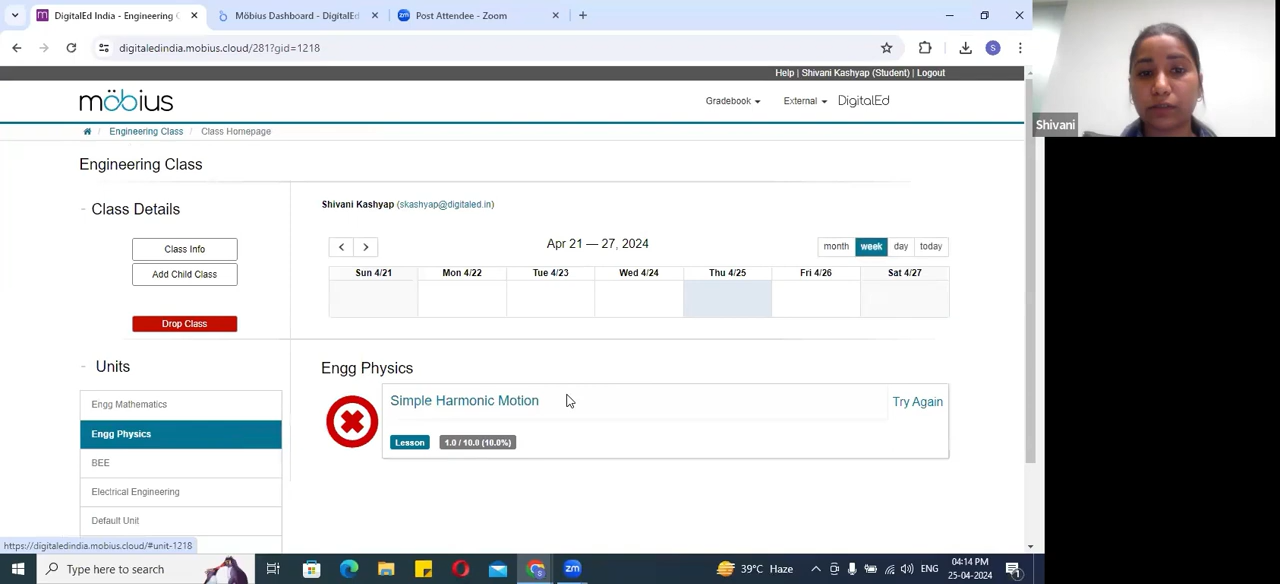 DigitalEd India - Engineering C
Möbius Dashboard - DigitalEd
Post Attendee - Zoom
digitaledindia.mobius.cloud/281?gid=1218
S
Help | Shivani Kashyap (Student) | Logout
möbius
Gradebook
External
DigitalEd
/ Engineering Class / Class Homepage
Engineering Class
Class Details
Class Info
Add Child Class
Drop Class
Units
Engg Mathematics
Engg Physics
BEE
Electrical Engineering
Default Unit
Shivani Kashyap (skashyap@digitaled.in)
Apr 21 — 27, 2024
month week day today
Sun 4/21 Mon 4/22 Tue 4/23 Wed 4/24 Thu 4/25 Fri 4/26 Sat 4/27
Engg Physics
Simple Harmonic Motion
Try Again
Lesson 1.0 / 10.0 (10.0%)
https://digitaledindia.mobius.cloud/#unit-1218
Shivani
Type here to search
zm
39°C Haze
ENG
04:14 PM
25-04-2024
1